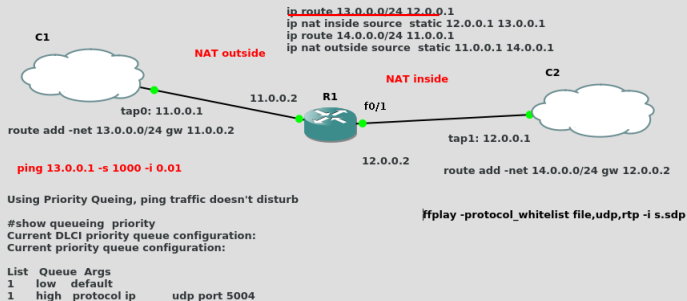 ip route 13.0.0.0/24 12.0.0.1
ip nat inside source  static 12.0.0.1 13.0.0.1
ip route 14.0.0.0/24 11.0.0.1
ip nat outside source  static 11.0.0.1 14.0.0.1
C1
NAT outside
NAT inside
C2
11.0.0.2
R1
f0/1
tap0: 11.0.0.1
route add -net 13.0.0.0/24 gw 11.0.0.2
tap1: 12.0.0.1
12.0.0.2
ping 13.0.0.1 -s 1000 -i 0.01
route add -net 14.0.0.0/24 gw 12.0.0.2
Using Priority Queing, ping traffic doesn't disturb
ffplay -protocol_whitelist file,udp,rtp -i s.sdp
#show queueing  priority
Current DLCI priority queue configuration:
Current priority queue configuration:
List   Queue  Args
1      low    default
1      high   protocol ip          udp port 5004